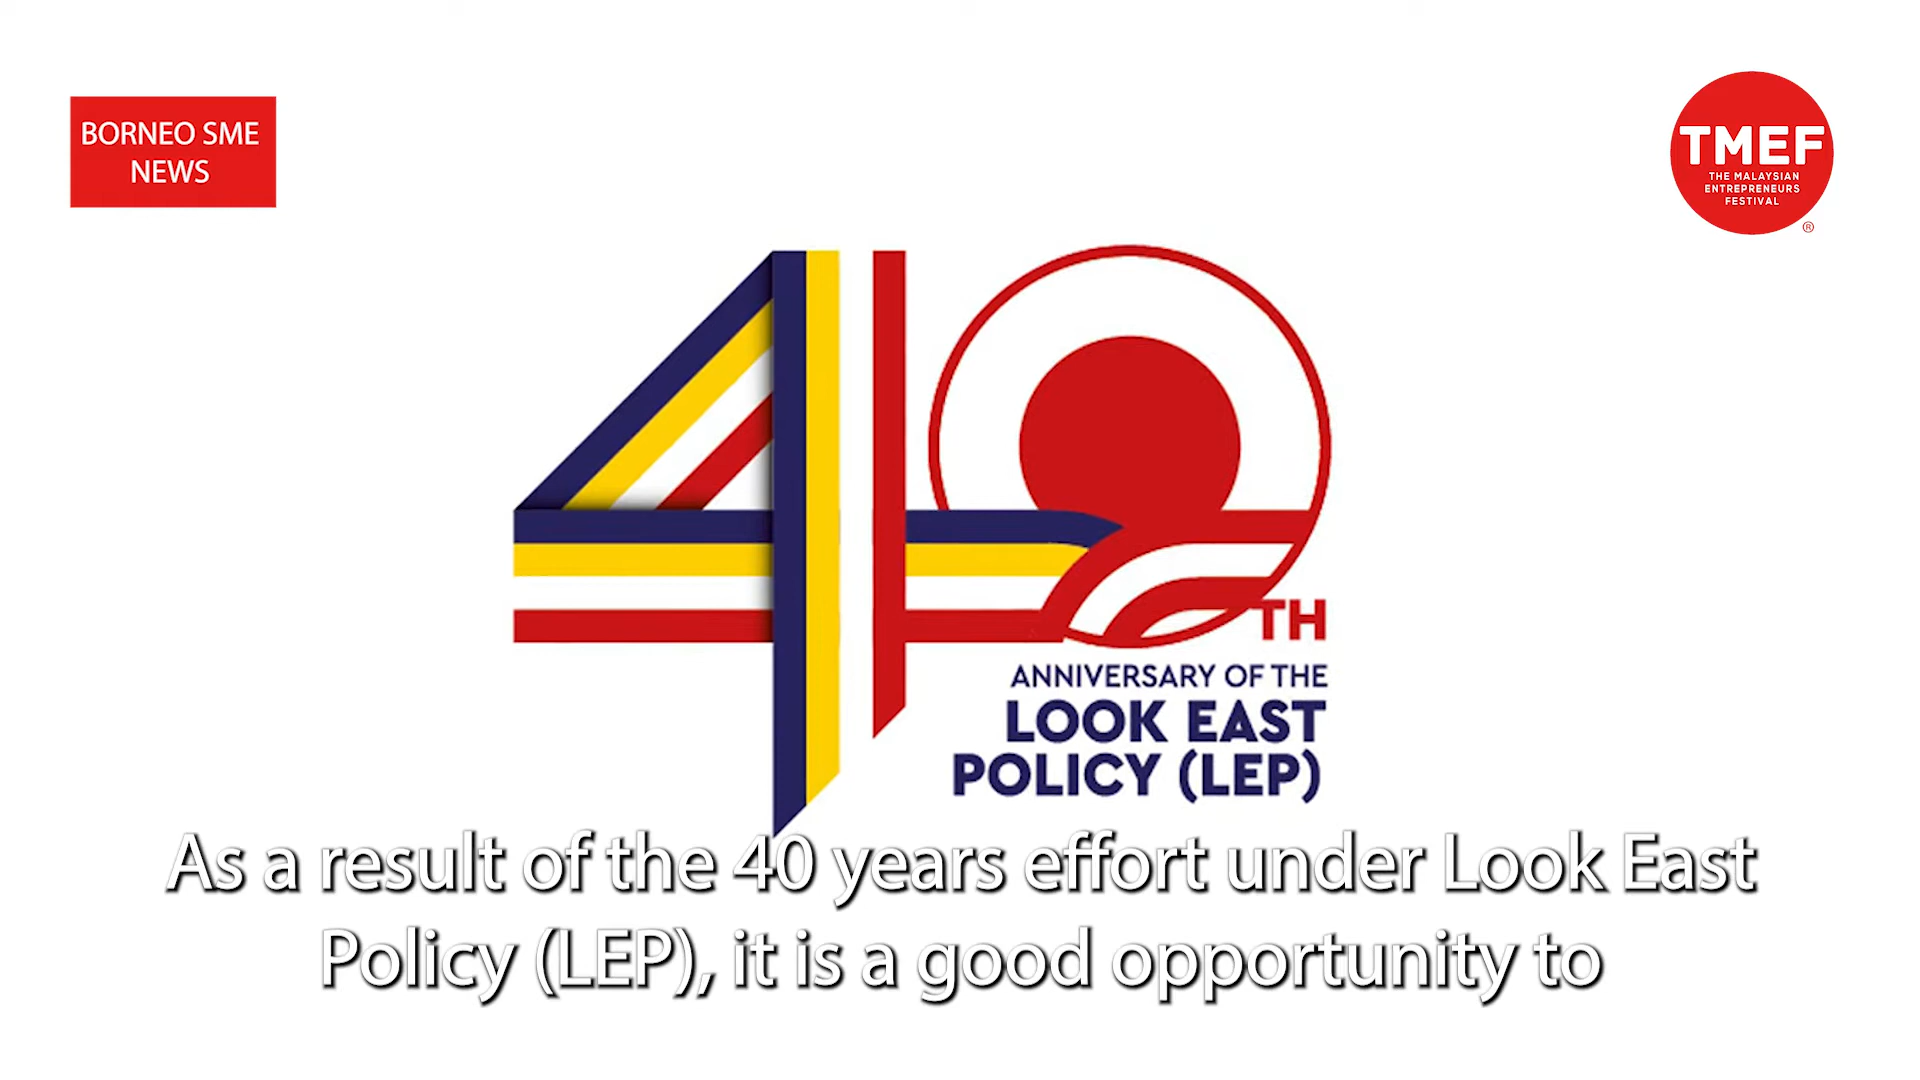 BORNEO SME
NEWS
TMEF
THE MALAYSIAN
ENTREPRENEURS
FESTIVAL
®
40
TH
ANNIVERSARY OF THE
LOOK EAST
POLICY (LEP)
As a result of the 40 years effort under Look East
Policy (LEP), it is a good opportunity to